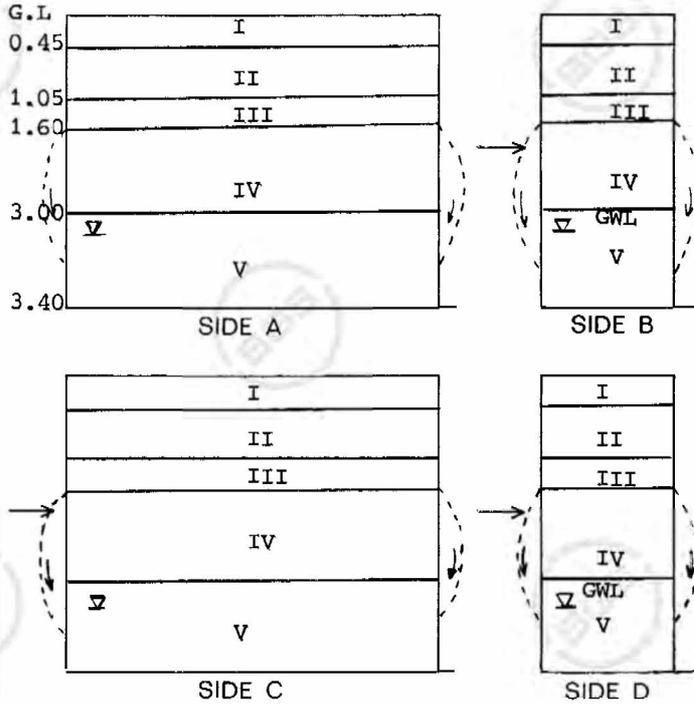 G.L
I
I
0.45
II
II
1.05
III
III
1.60
IV
IV
3.00
GWL
V
V
3.40
SIDE A
SIDE B
I
I
II
II
III
III
IV
IV
GWL
V
V
SIDE C
SIDE D